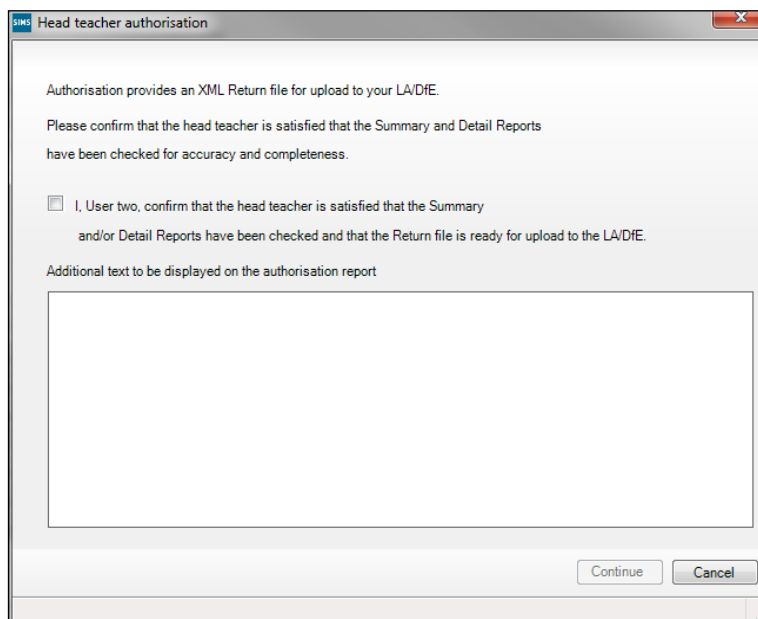 SIMS Head teacher authorisation
Authorisation provides an XML Return file for upload to your LA/DfE.
Please confirm that the head teacher is satisfied that the Summary and Detail Reports
have been checked for accuracy and completeness.
I, User two, confirm that the head teacher is satisfied that the Summary
and/or Detail Reports have been checked and that the Return file is ready for upload to the LA/DfE.
Additional text to be displayed on the authorisation report
Continue Cancel